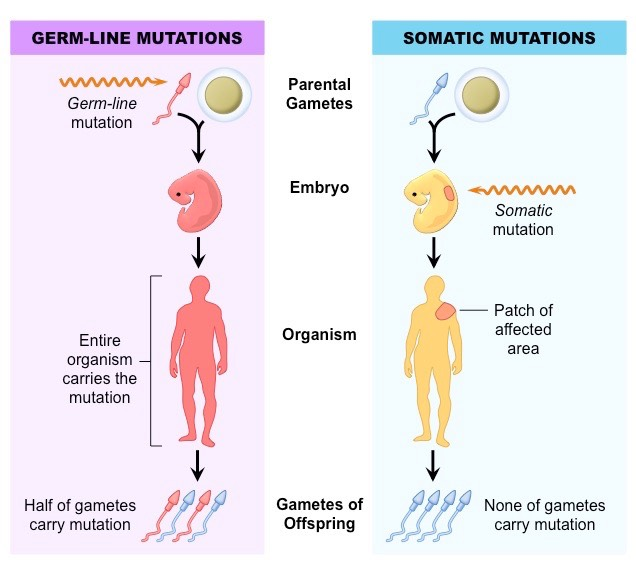 GERM-LINE MUTATIONS
SOMATIC MUTATIONS
Germ-line
mutation
Parental
Gametes
Embryo
Somatic
mutation
Entire
organism
carries the
mutation
Organism
Patch of
affected
area
Half of gametes
carry mutation
Gametes of
Offspring
None of gametes
carry mutation